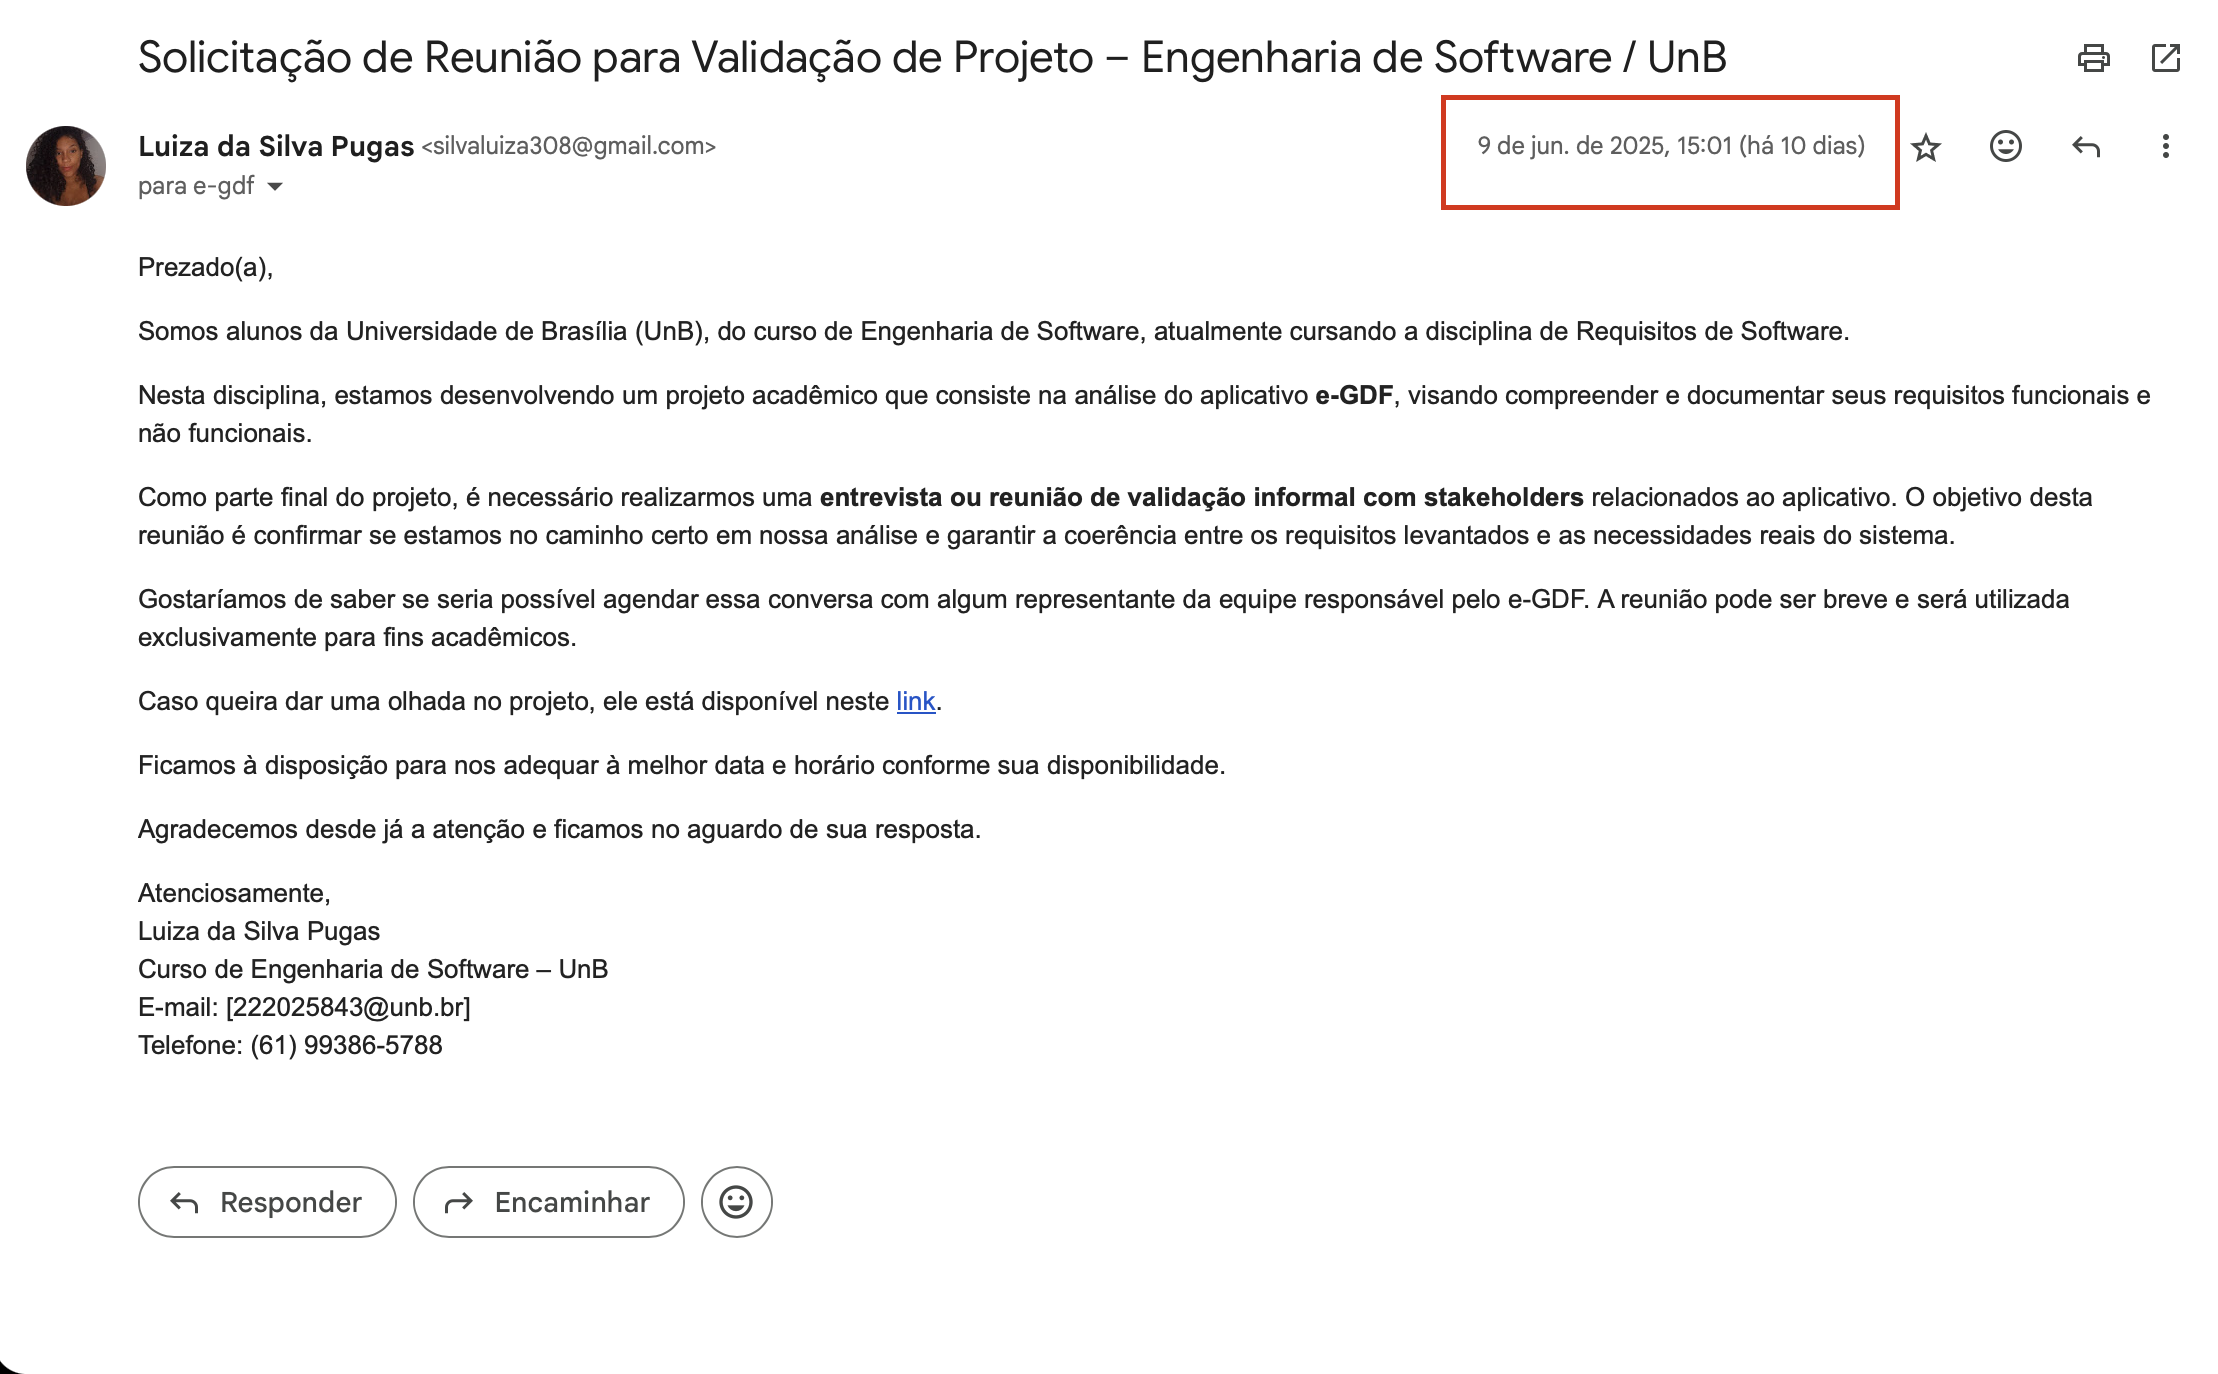 Solicitação de Reunião para Validação de Projeto – Engenharia de Software / UnB
Luiza da Silva Pugas <silvaluiza308@gmail.com>
9 de jun. de 2025, 15:01 (há 10 dias)
para e-gdf
Prezado(a),
Somos alunos da Universidade de Brasília (UnB), do curso de Engenharia de Software, atualmente cursando a disciplina de Requisitos de Software.
Nesta disciplina, estamos desenvolvendo um projeto acadêmico que consiste na análise do aplicativo e-GDF, visando compreender e documentar seus requisitos funcionais e
não funcionais.
Como parte final do projeto, é necessário realizarmos uma entrevista ou reunião de validação informal com stakeholders relacionados ao aplicativo. O objetivo desta
reunião é confirmar se estamos no caminho certo em nossa análise e garantir a coerência entre os requisitos levantados e as necessidades reais do sistema.
Gostaríamos de saber se seria possível agendar essa conversa com algum representante da equipe responsável pelo e-GDF. A reunião pode ser breve e será utilizada
exclusivamente para fins acadêmicos.
Caso queira dar uma olhada no projeto, ele está disponível neste link.
Ficamos à disposição para nos adequar à melhor data e horário conforme sua disponibilidade.
Agradecemos desde já a atenção e ficamos no aguardo de sua resposta.
Atenciosamente,
Luiza da Silva Pugas
Curso de Engenharia de Software – UnB
E-mail: [222025843@unb.br]
Telefone: (61) 99386-5788
Responder
Encaminhar